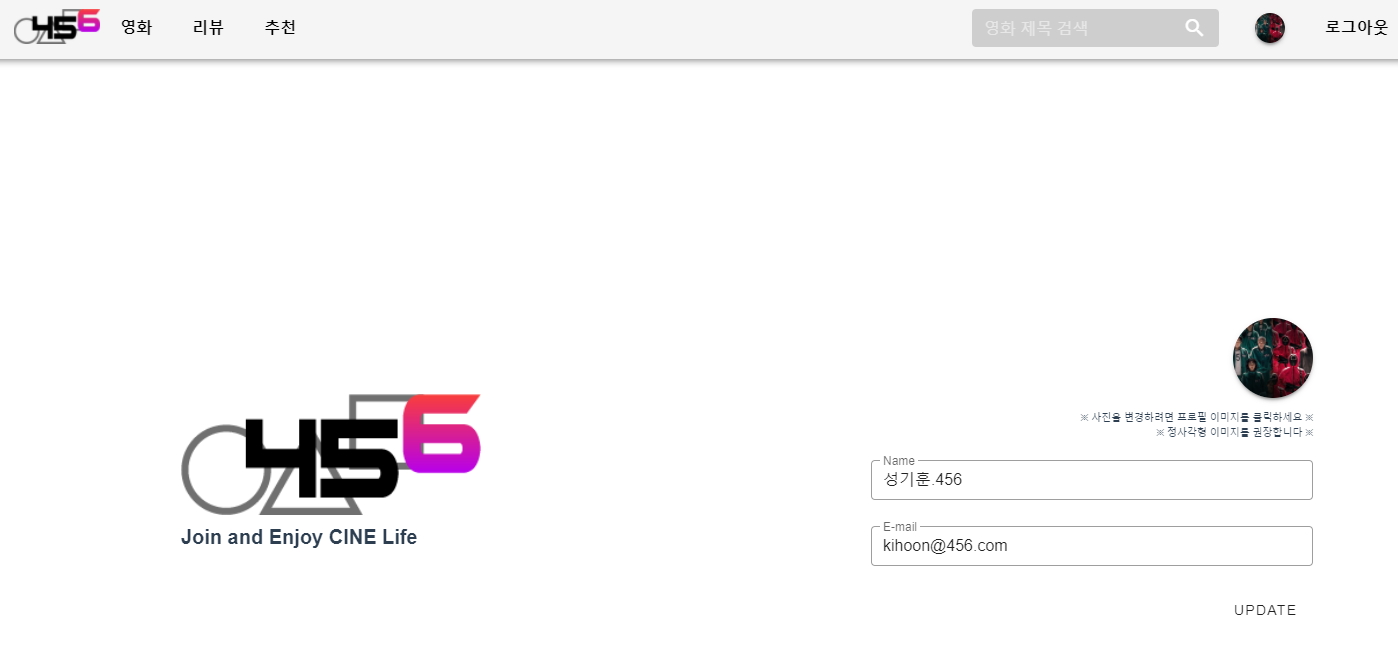 456 영화 리뷰 추천 영화 제목 검색 로그아웃
456
Join and Enjoy CINE Life
※ 사진을 변경하려면 프로필 이미지를 클릭하세요 ※
※ 정사각형 이미지를 권장합니다 ※
Name
성기훈.456
E-mail
kihoon@456.com
UPDATE